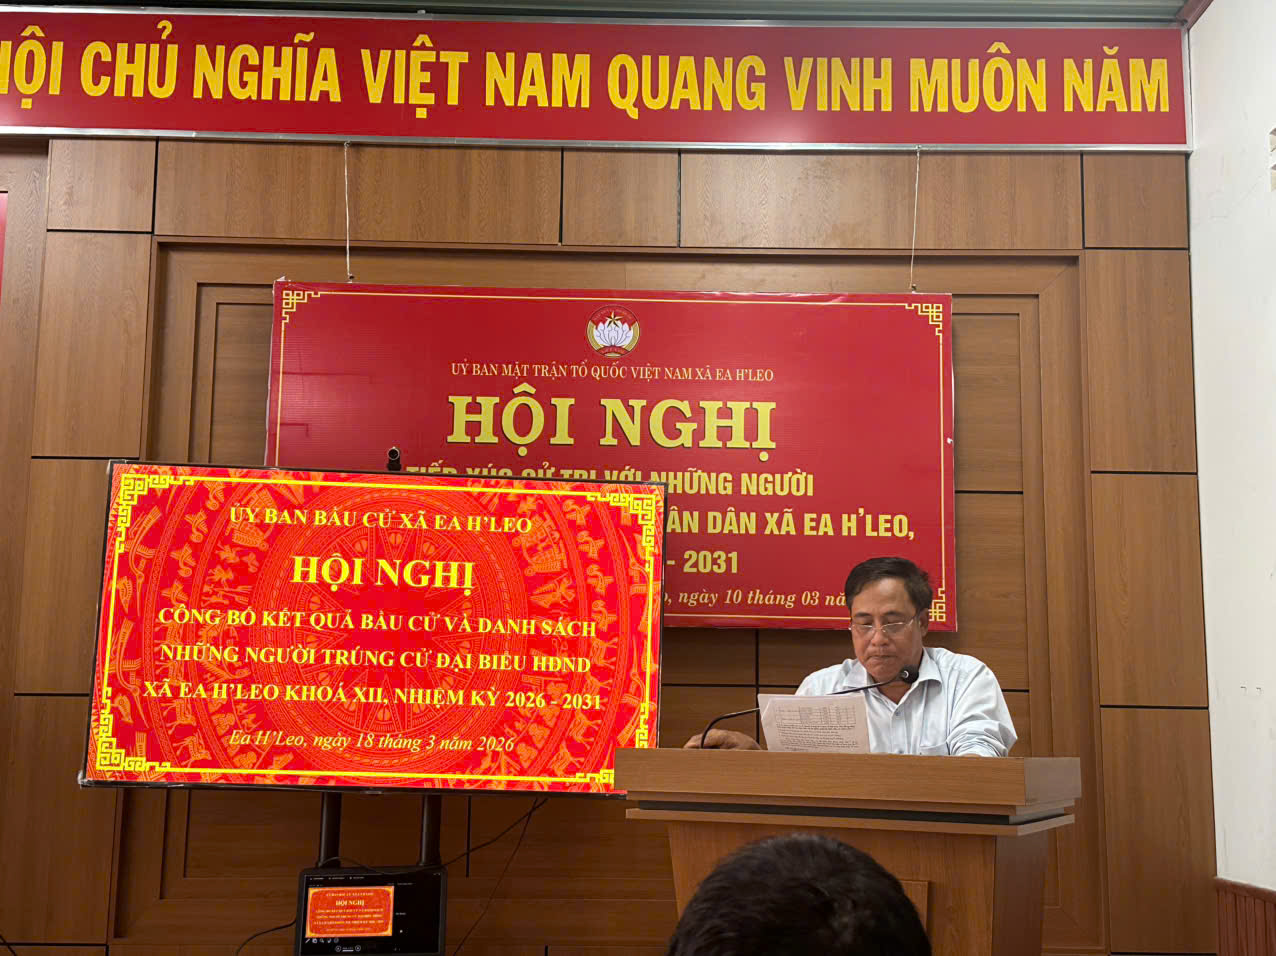 HỘI CHỦ NGHĨA VIỆT NAM QUANG VINH MUÔN NĂM
UỶ BAN MẶT TRẬN TỔ QUỐC VIỆT NAM XÃ EA H'LEO
HỘI NGHỊ
TIẾP XÚC CỬ TRI VỚI NHỮNG NGƯỜI
ÂN DÂN XÃ EA H'LEO,
- 2031
, ngày 10 tháng 03
ỦY BAN BẦU CỬ XÃ EA H'LEO
HỘI NGHỊ
CÔNG BỐ KẾT QUẢ BẦU CỬ VÀ DANH SÁCH
NHỮNG NGƯỜI TRÚNG CỬ ĐẠI BIỂU HĐND
XÃ EA H'LEO KHOÁ XII, NHIỆM KỲ 2026 - 2031
Ea H'Leo, ngày 18 tháng 3 năm 2026
HỘI NGHỊ